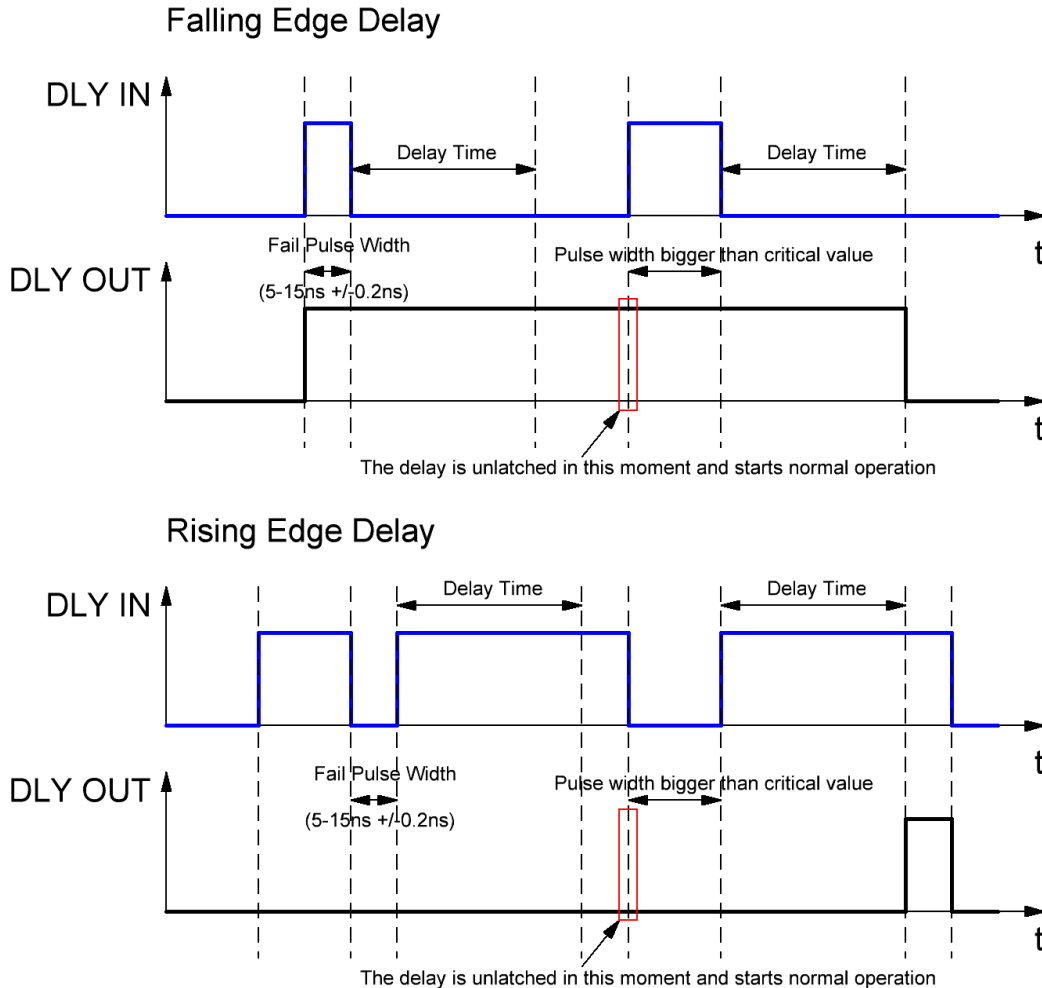 Falling Edge Delay
DLY IN
Delay Time
Delay Time
t
Fail Pulse Width
Pulse width bigger than critical value
DLY OUT
(5-15ns +/-0.2ns)
t
The delay is unlatched in this moment and starts normal operation
Rising Edge Delay
Delay Time
Delay Time
DLY IN
t
Fail Pulse Width
Pulse width bigger than critical value
DLY OUT
(5-15ns +/-0.2ns)
t
The delay is unlatched in this moment and starts normal operation